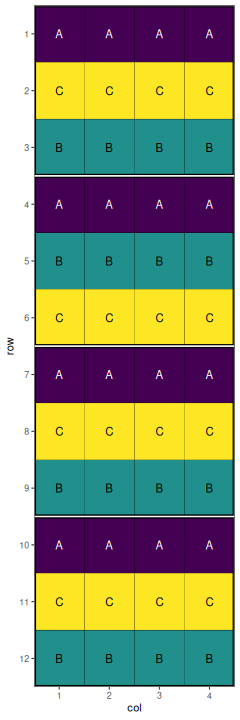 1 A A A A
2 C C C C
3 B B B B
4 A A A A
5 B B B B
6 C C C C
row
7 A A A A
8 C C C C
9 B B B B
10 A A A A
11 C C C C
12 B B B B
1 2 3 4
col